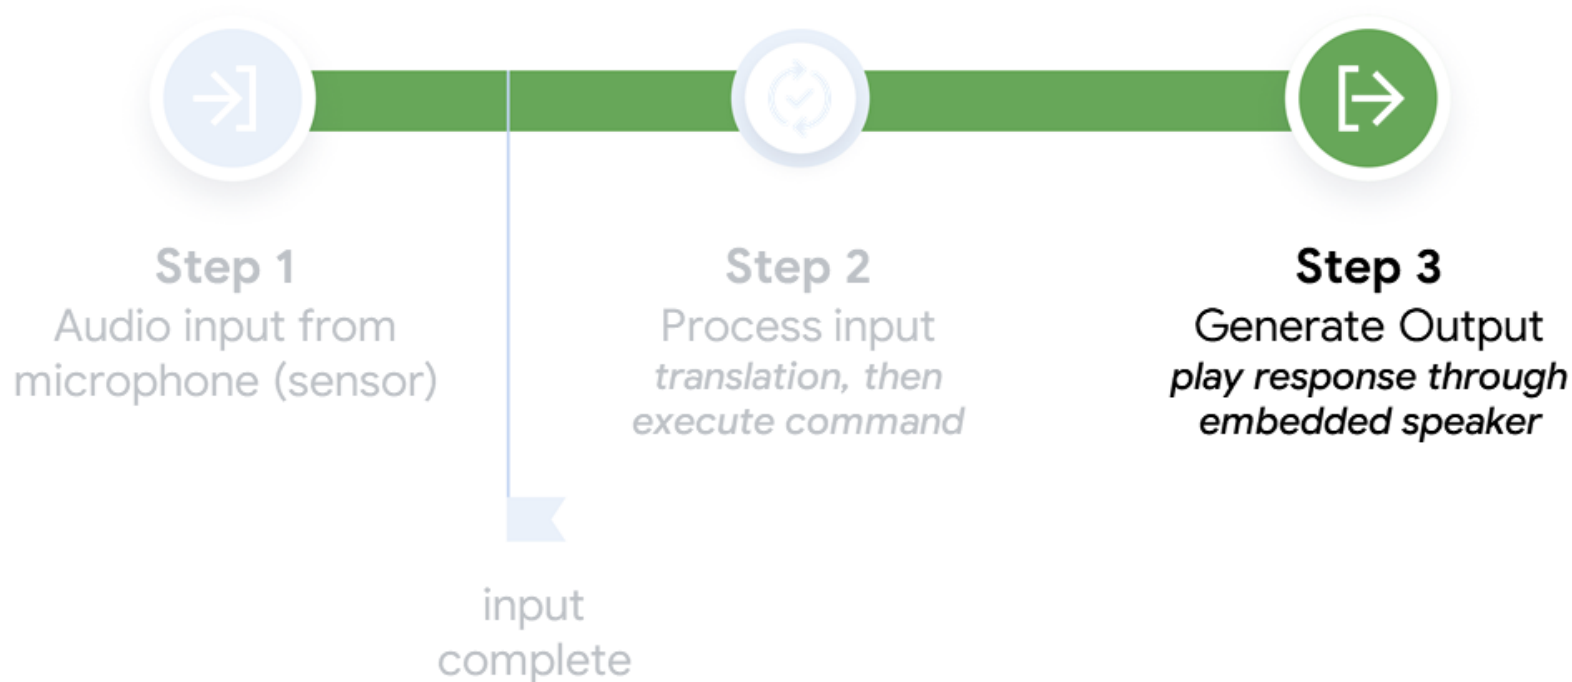 Step 1
Audio input from
microphone (sensor)
Step 2
Process input
translation, then
execute command
Step 3
Generate Output
play response through
embedded speaker
input
complete